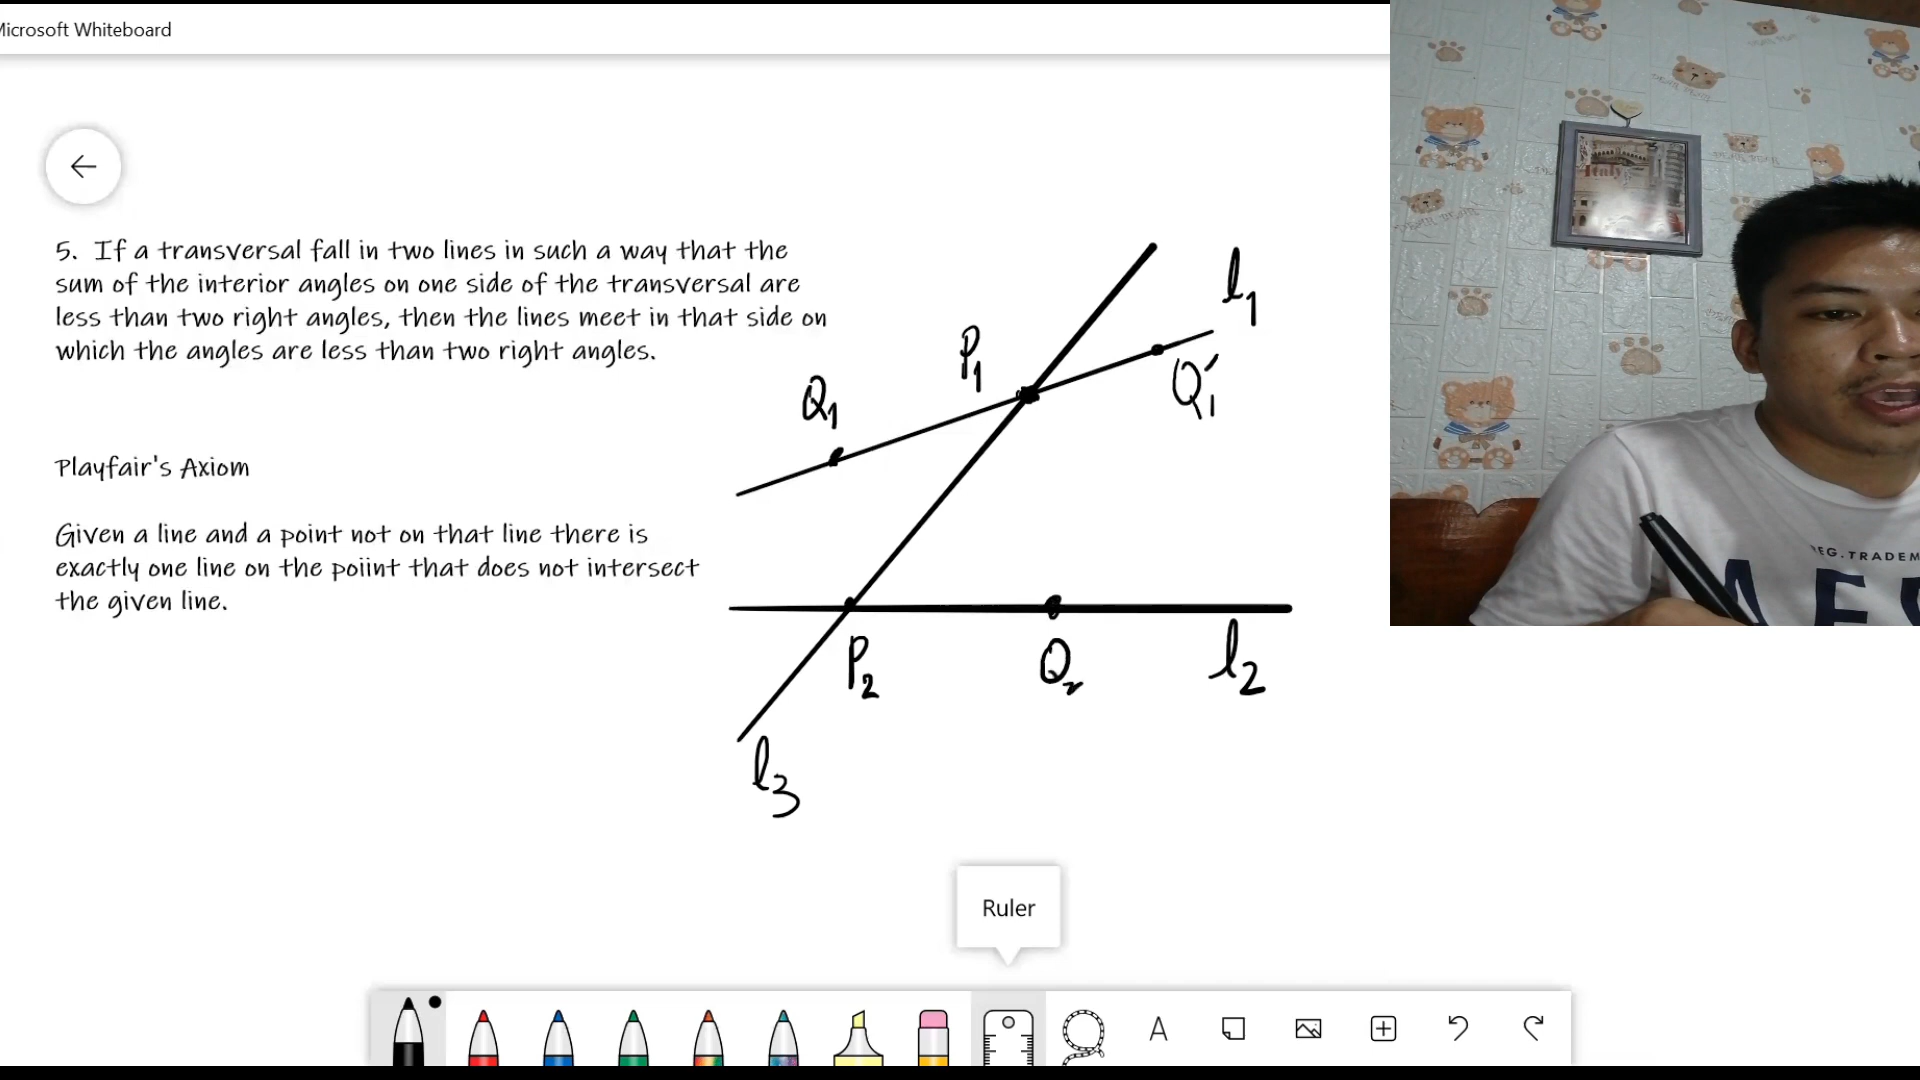 Microsoft Whiteboard
5. If a transversal fall in two lines in such a way that the
sum of the interior angles on one side of the transversal are
less than two right angles, then the lines meet in that side on
which the angles are less than two right angles.
Playfair's Axiom
Given a line and a point not on that line there is
exactly one line on the poiint that does not intersect
the given line.
l1
P1
Q1
Q'1
P2
Q2
l2
l3
Ruler
A
Italy
REG.TRADEM